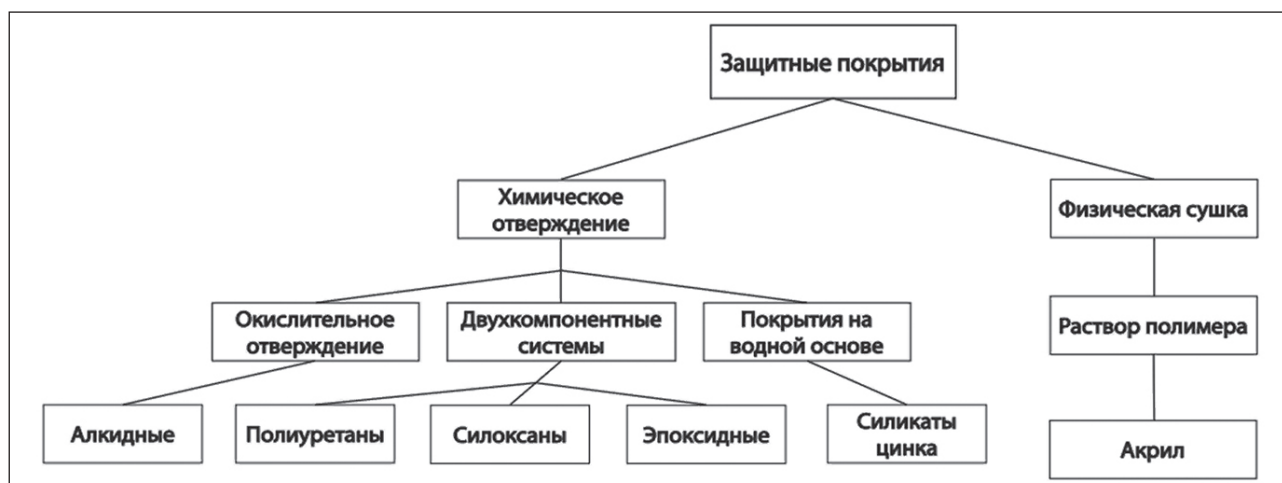 Защитные покрытия
Химическое
отверждение
Физическая сушка
Окислительное
отверждение
Двухкомпонентные
системы
Покрытия на
водной основе
Раствор полимера
Алкидные
Полиуретаны
Силоксаны
Эпоксидные
Силикаты
цинка
Акрил